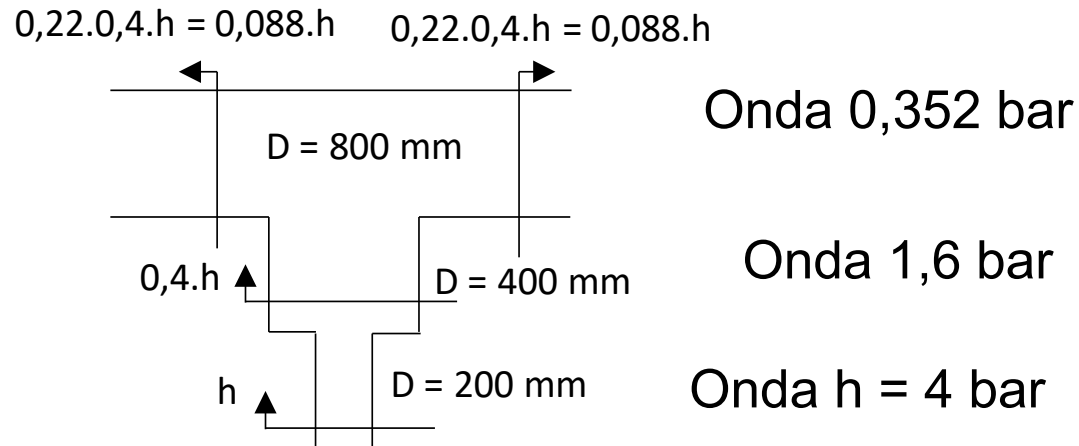 0,22.0,4.h = 0,088.h 0,22.0,4.h = 0,088.h
Onda 0,352 bar
D = 800 mm
Onda 1,6 bar
0,4.h
D = 400 mm
h
D = 200 mm
Onda h = 4 bar